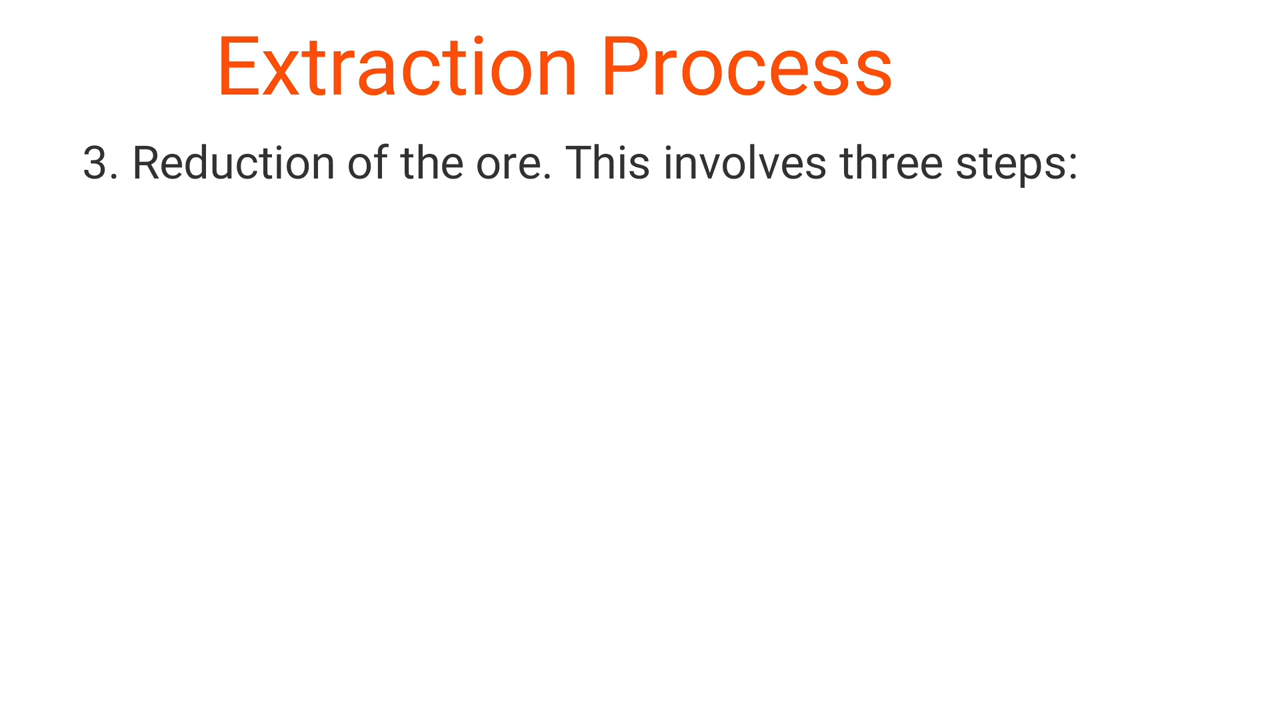 Extraction Process
3. Reduction of the ore. This involves three steps: